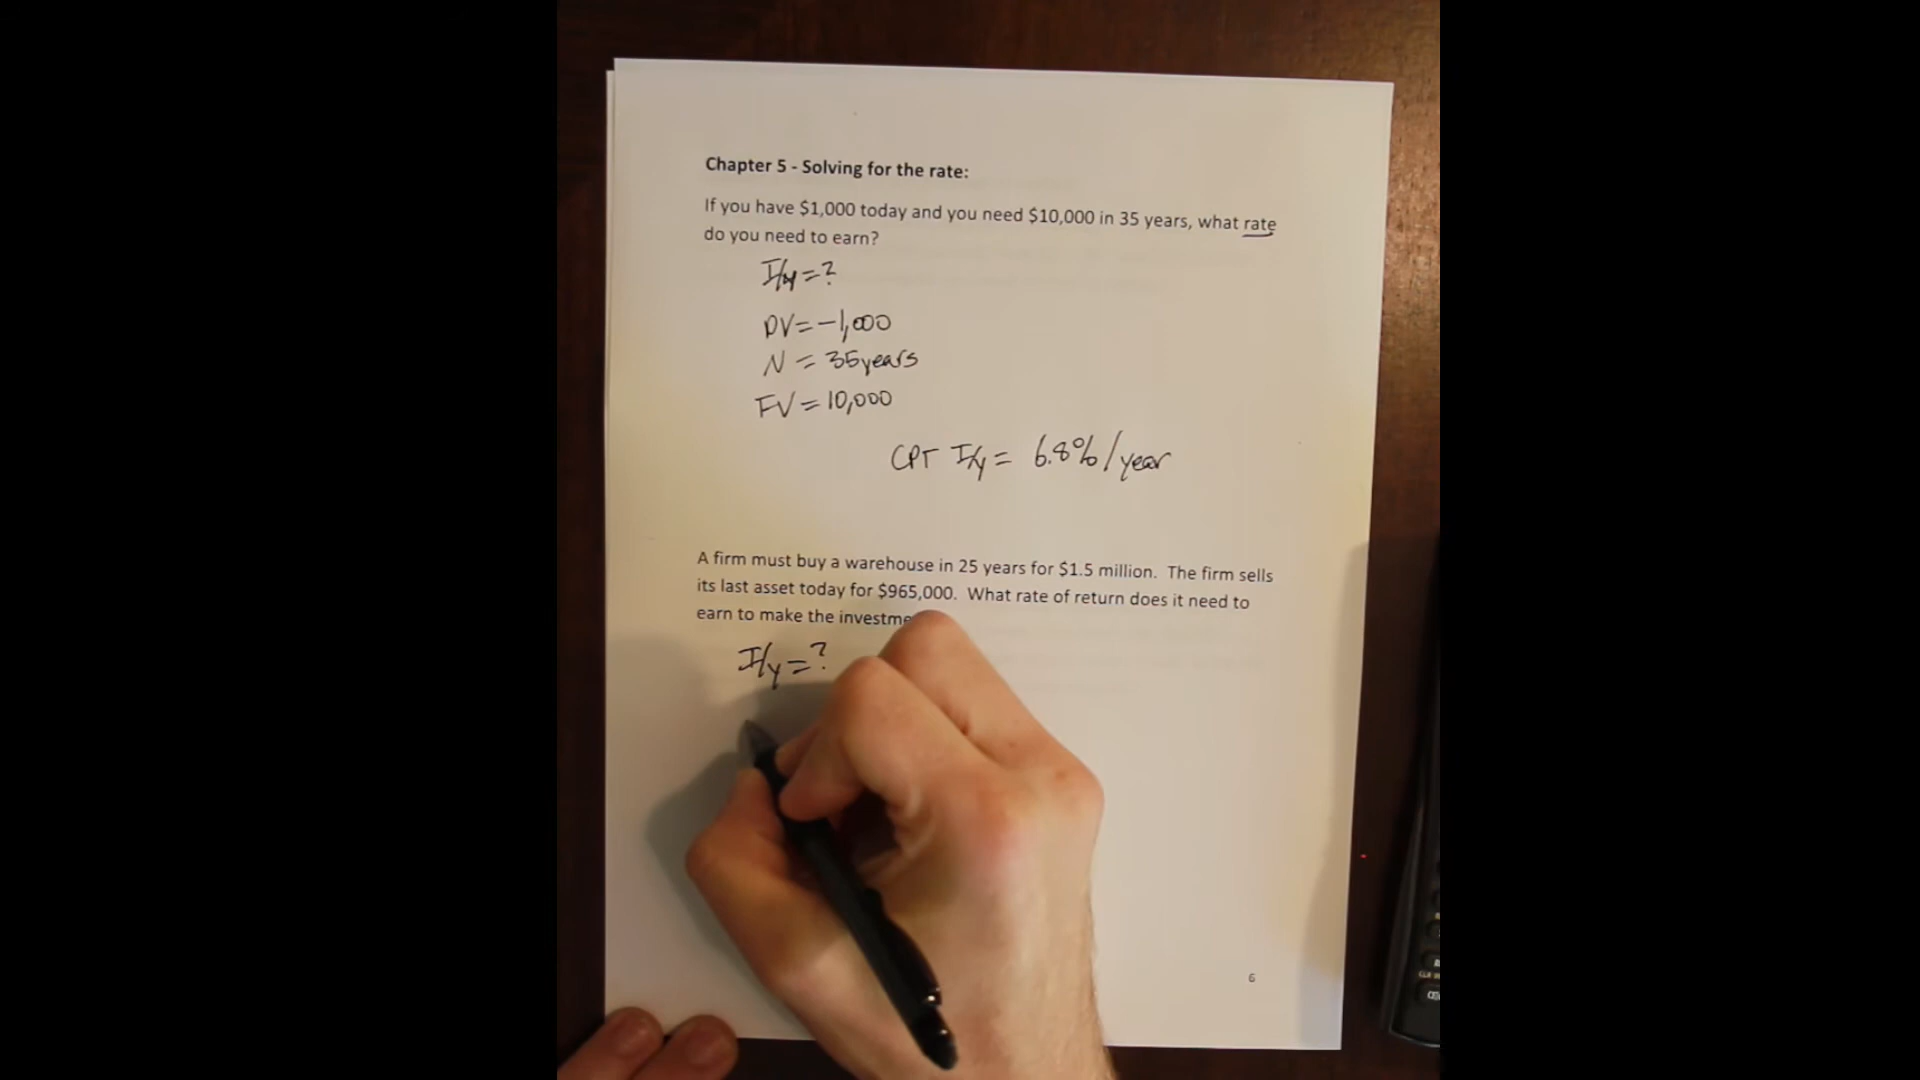 Chapter 5 - Solving for the rate:
If you have $1,000 today and you need $10,000 in 35 years, what rate
do you need to earn?
I/Y = ?
PV = -1,000
N = 35 years
FV = 10,000
CPT I/Y = 6.8% / year
A firm must buy a warehouse in 25 years for $1.5 million. The firm sells
its last asset today for $965,000. What rate of return does it need to
earn to make the investme
I/Y = ?
6